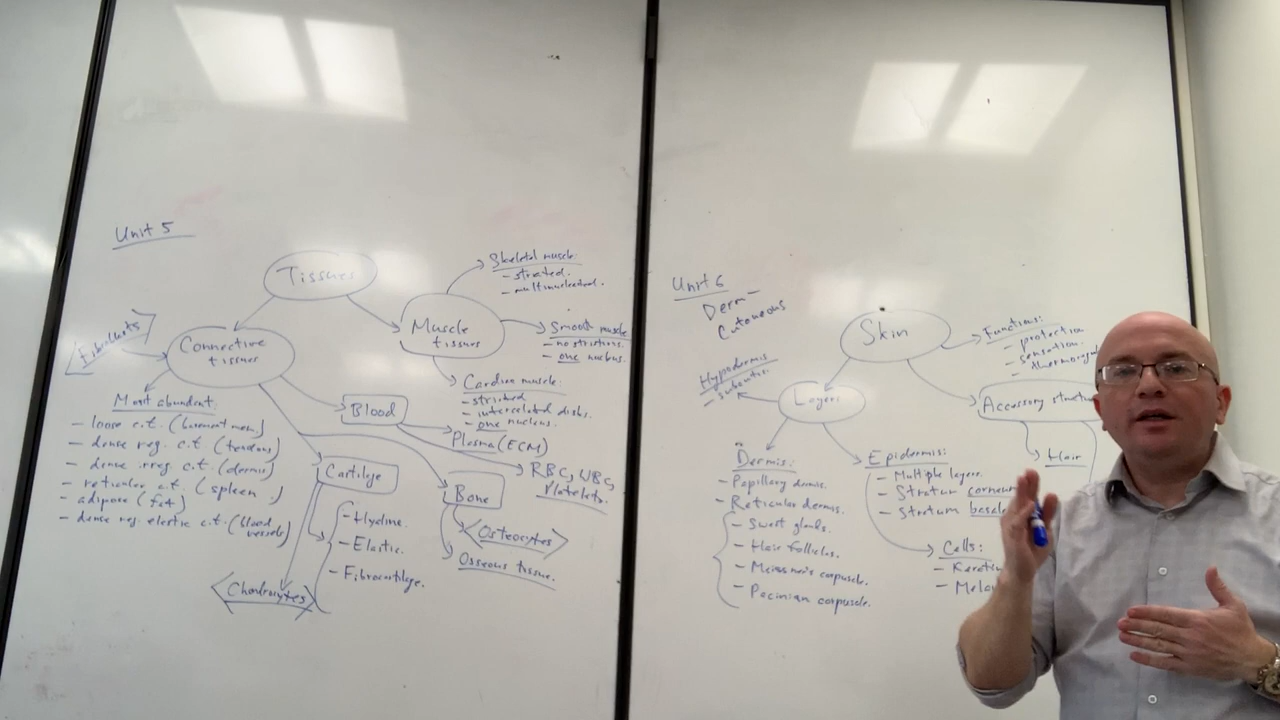 Unit 5
Tissues
Connective
tissues
Muscle
tissues
Skeletal muscle:
- striated.
- multinucleated.
Smooth muscle
- no striations.
- one nucleus.
Cardiac muscle:
- striated
- intercalated disks.
- one nucleus.
Fibroblasts
Most abundant:
- loose c.t. (basement mem.)
- dense reg. c.t. (tendons)
- dense irreg. c.t. (dermis)
- reticular c.t. (spleen)
- adipose (fat)
- dense reg. elastic c.t. (blood
vessels)
Blood
Plasma (ECM)
RBC, WBC,
Platelets.
Cartilage
- Hyline.
- Elastic.
- Fibrocartilage.
Chondrocytes
Bone
Osteocytes
Osseous tissue.
Unit 6
Derm -
Cutaneous
Skin
Functions:
- protection
- sensation.
Accessory
Hair
Layers
Hypodermis
- subcutis.
Dermis:
- Papillary dermis.
- Reticular dermis.
- Sweat glands.
- Hair follicles.
- Meissner's corpuscle.
- Pacinian corpuscle.
Epidermis:
- Multiple layers.
- Stratum
- Stratum
Cells: